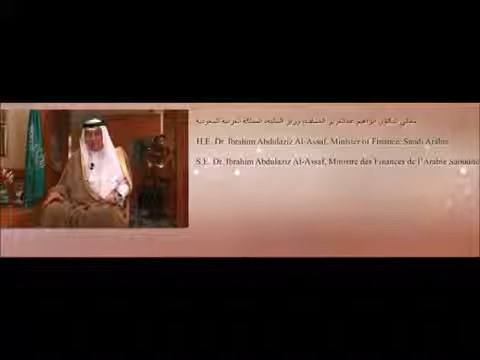 معالي الدكتور ابراهيم عبدالعزيز العساف، وزير المالية، المملكة العربية السعودية
H.E. Dr. Ibrahim Abdulaziz Al-Assaf, Minister of Finance, Saudi Arabia
S.E. Dr. Ibrahim Abdulaziz Al-Assaf, Ministre des Finances de l'Arabie Saoudite